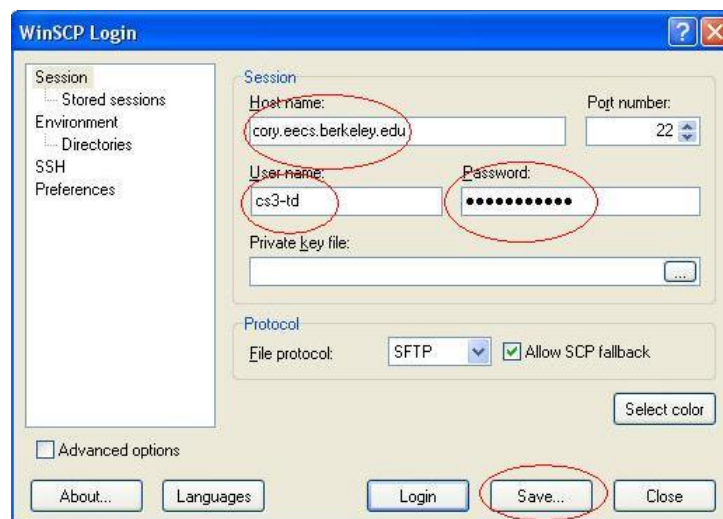 WinSCP Login
Session
Stored sessions
Environment
Directories
SSH
Preferences
Session
Host name:
Port number:
cory.eecs.berkeley.edu
22
User name:
Password:
cs3-td
●●●●●●●●●●●
Private key file:
...
Protocol
File protocol:
SFTP
Allow SCP fallback
Select color
Advanced options
About...
Languages
Login
Save...
Close